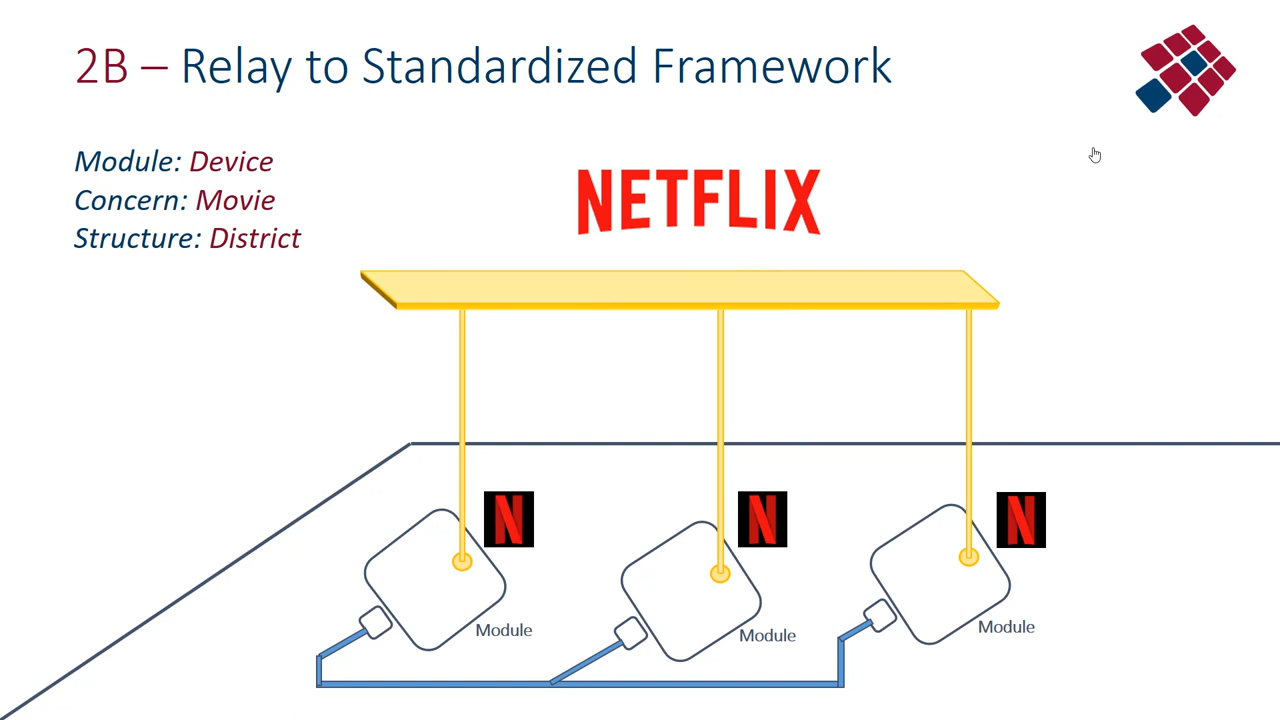 2B – Relay to Standardized Framework
Module: Device
Concern: Movie
Structure: District
NETFLIX
N
N
N
Module
Module
Module